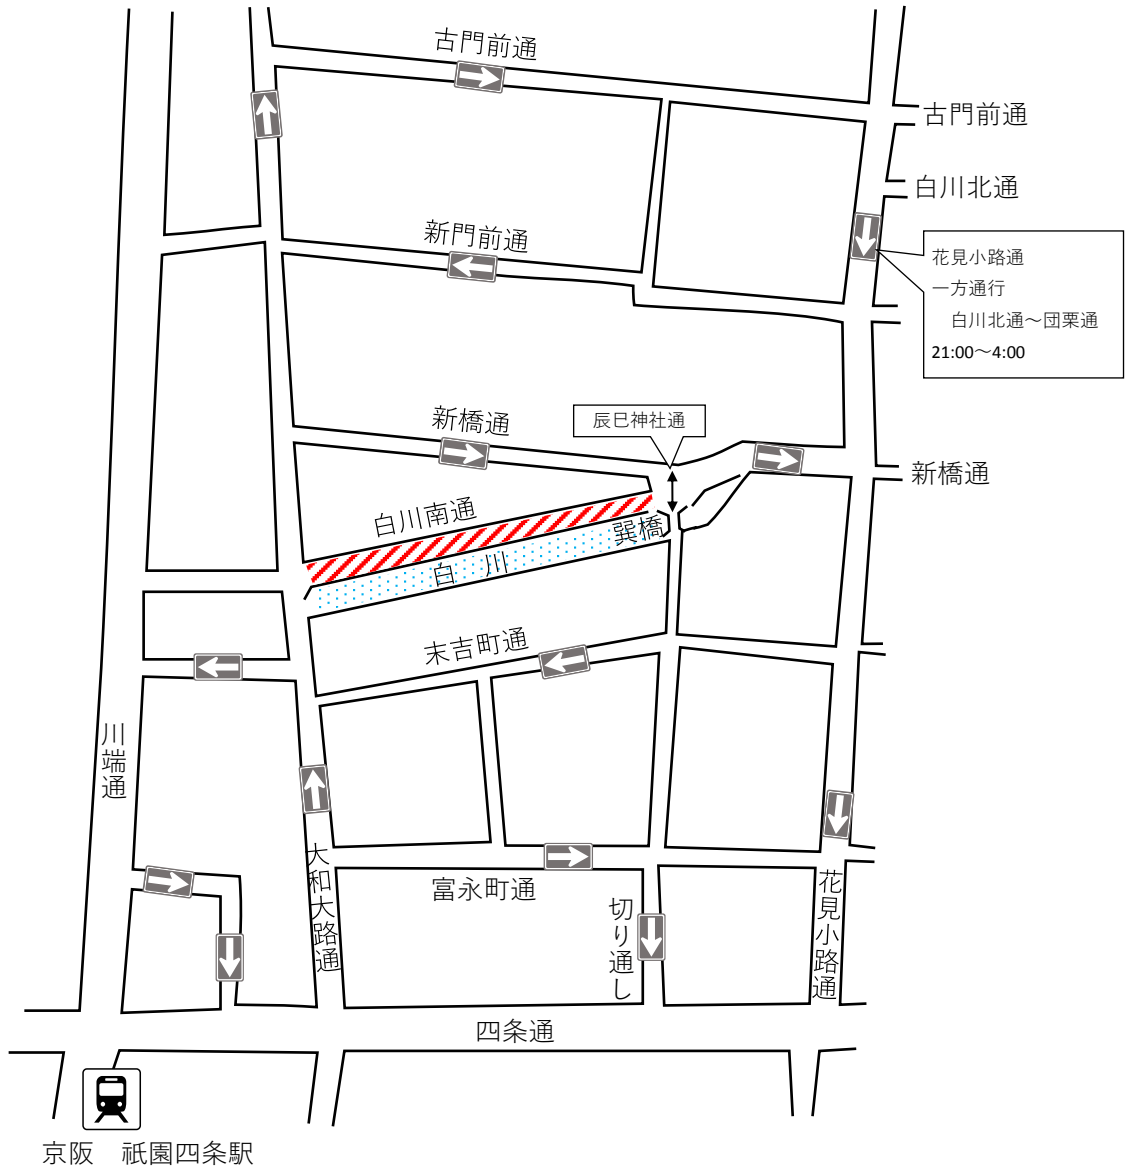 古門前通
古門前通
白川北通
新門前通
花見小路通
一方通行
白川北通～団栗通
21:00～4:00
新橋通
辰巳神社通
新橋通
白川南通
巽橋
白 川
末吉町通
川端通
大和大路通
富永町通
切り通し
花見小路通
四条通
京阪 祇園四条駅